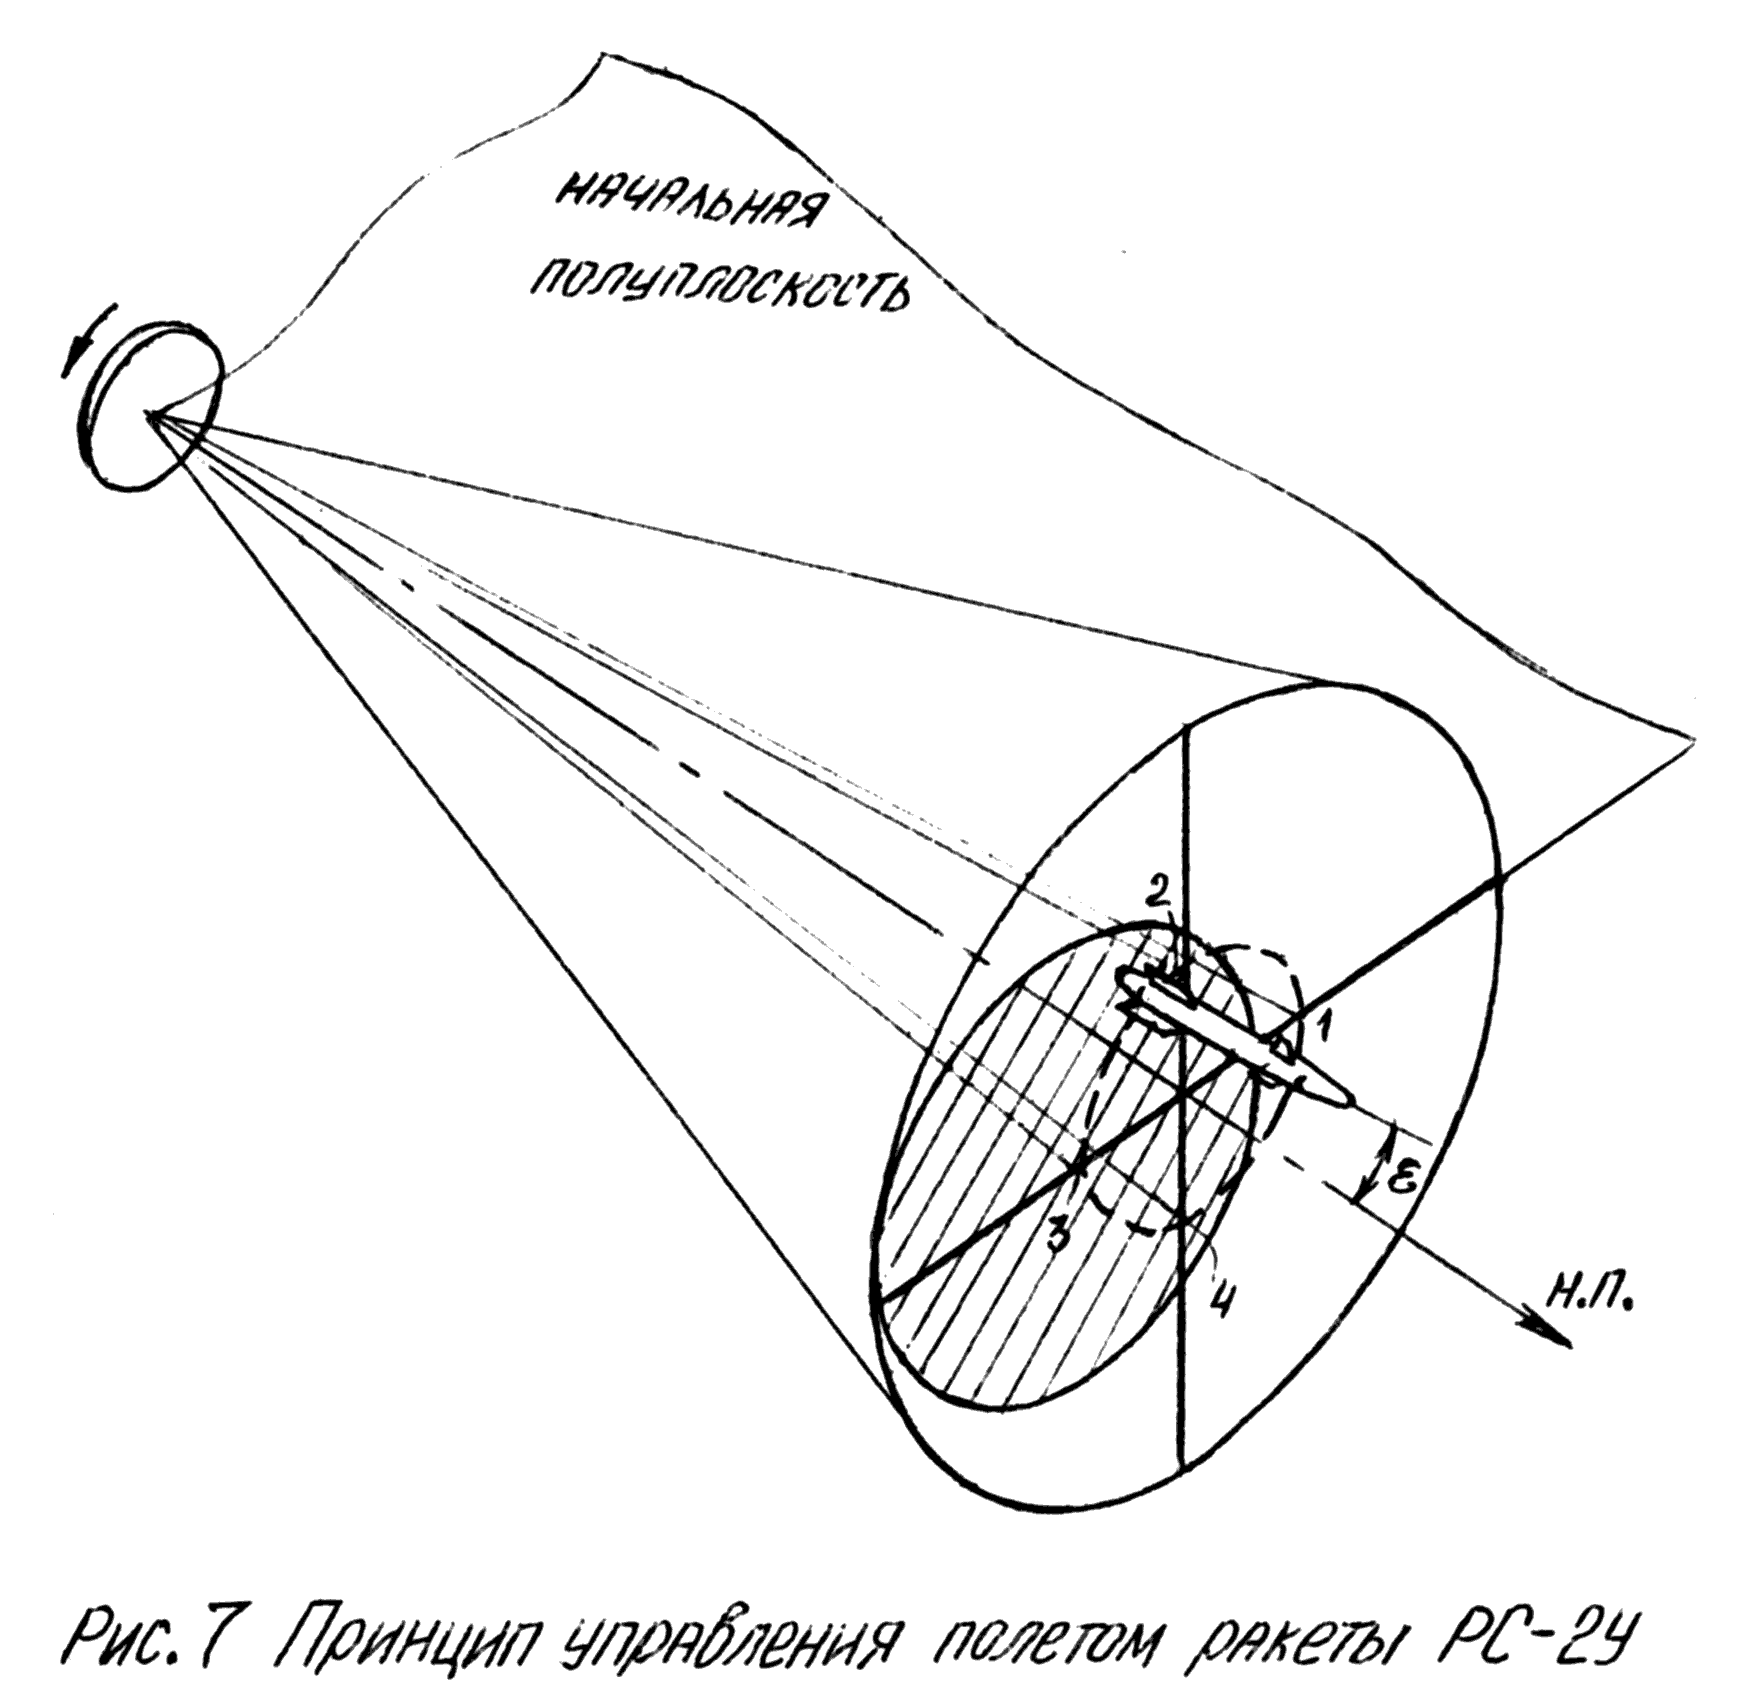 НАЧАЛЬНАЯ
ПОЛУПЛОСКОСТЬ
2
1
ε
3
4
Н.П.
Рис. 7 Принцип управления полетом ракеты РС-2У